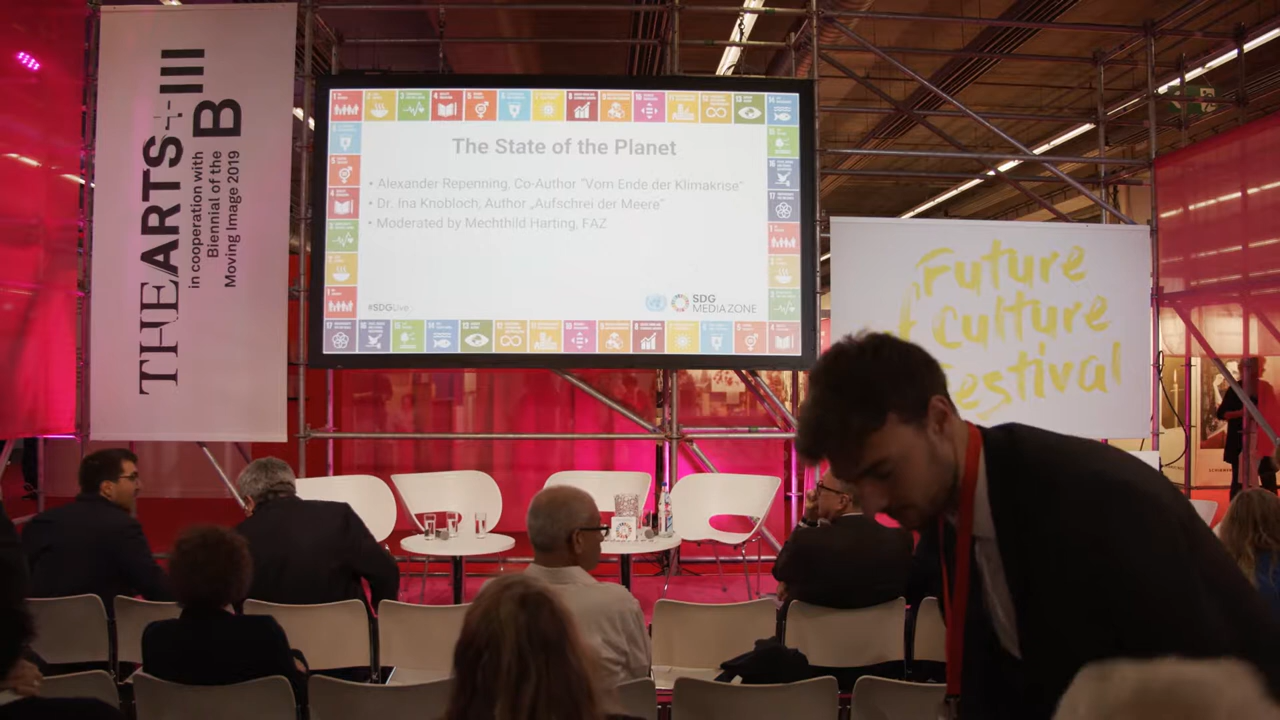 THEARTS+III
in cooperation with
Biennial of the
Moving Image 2019
B
The State of the Planet
• Alexander Repenning, Co-Author "Vom Ende der Klimakrise"
• Dr. Ina Knobloch, Author „Aufschrei der Meere"
• Moderated by Mechthild Harting, FAZ
#SDGLive
SDG
MEDIA ZONE
Future
Culture
Festival